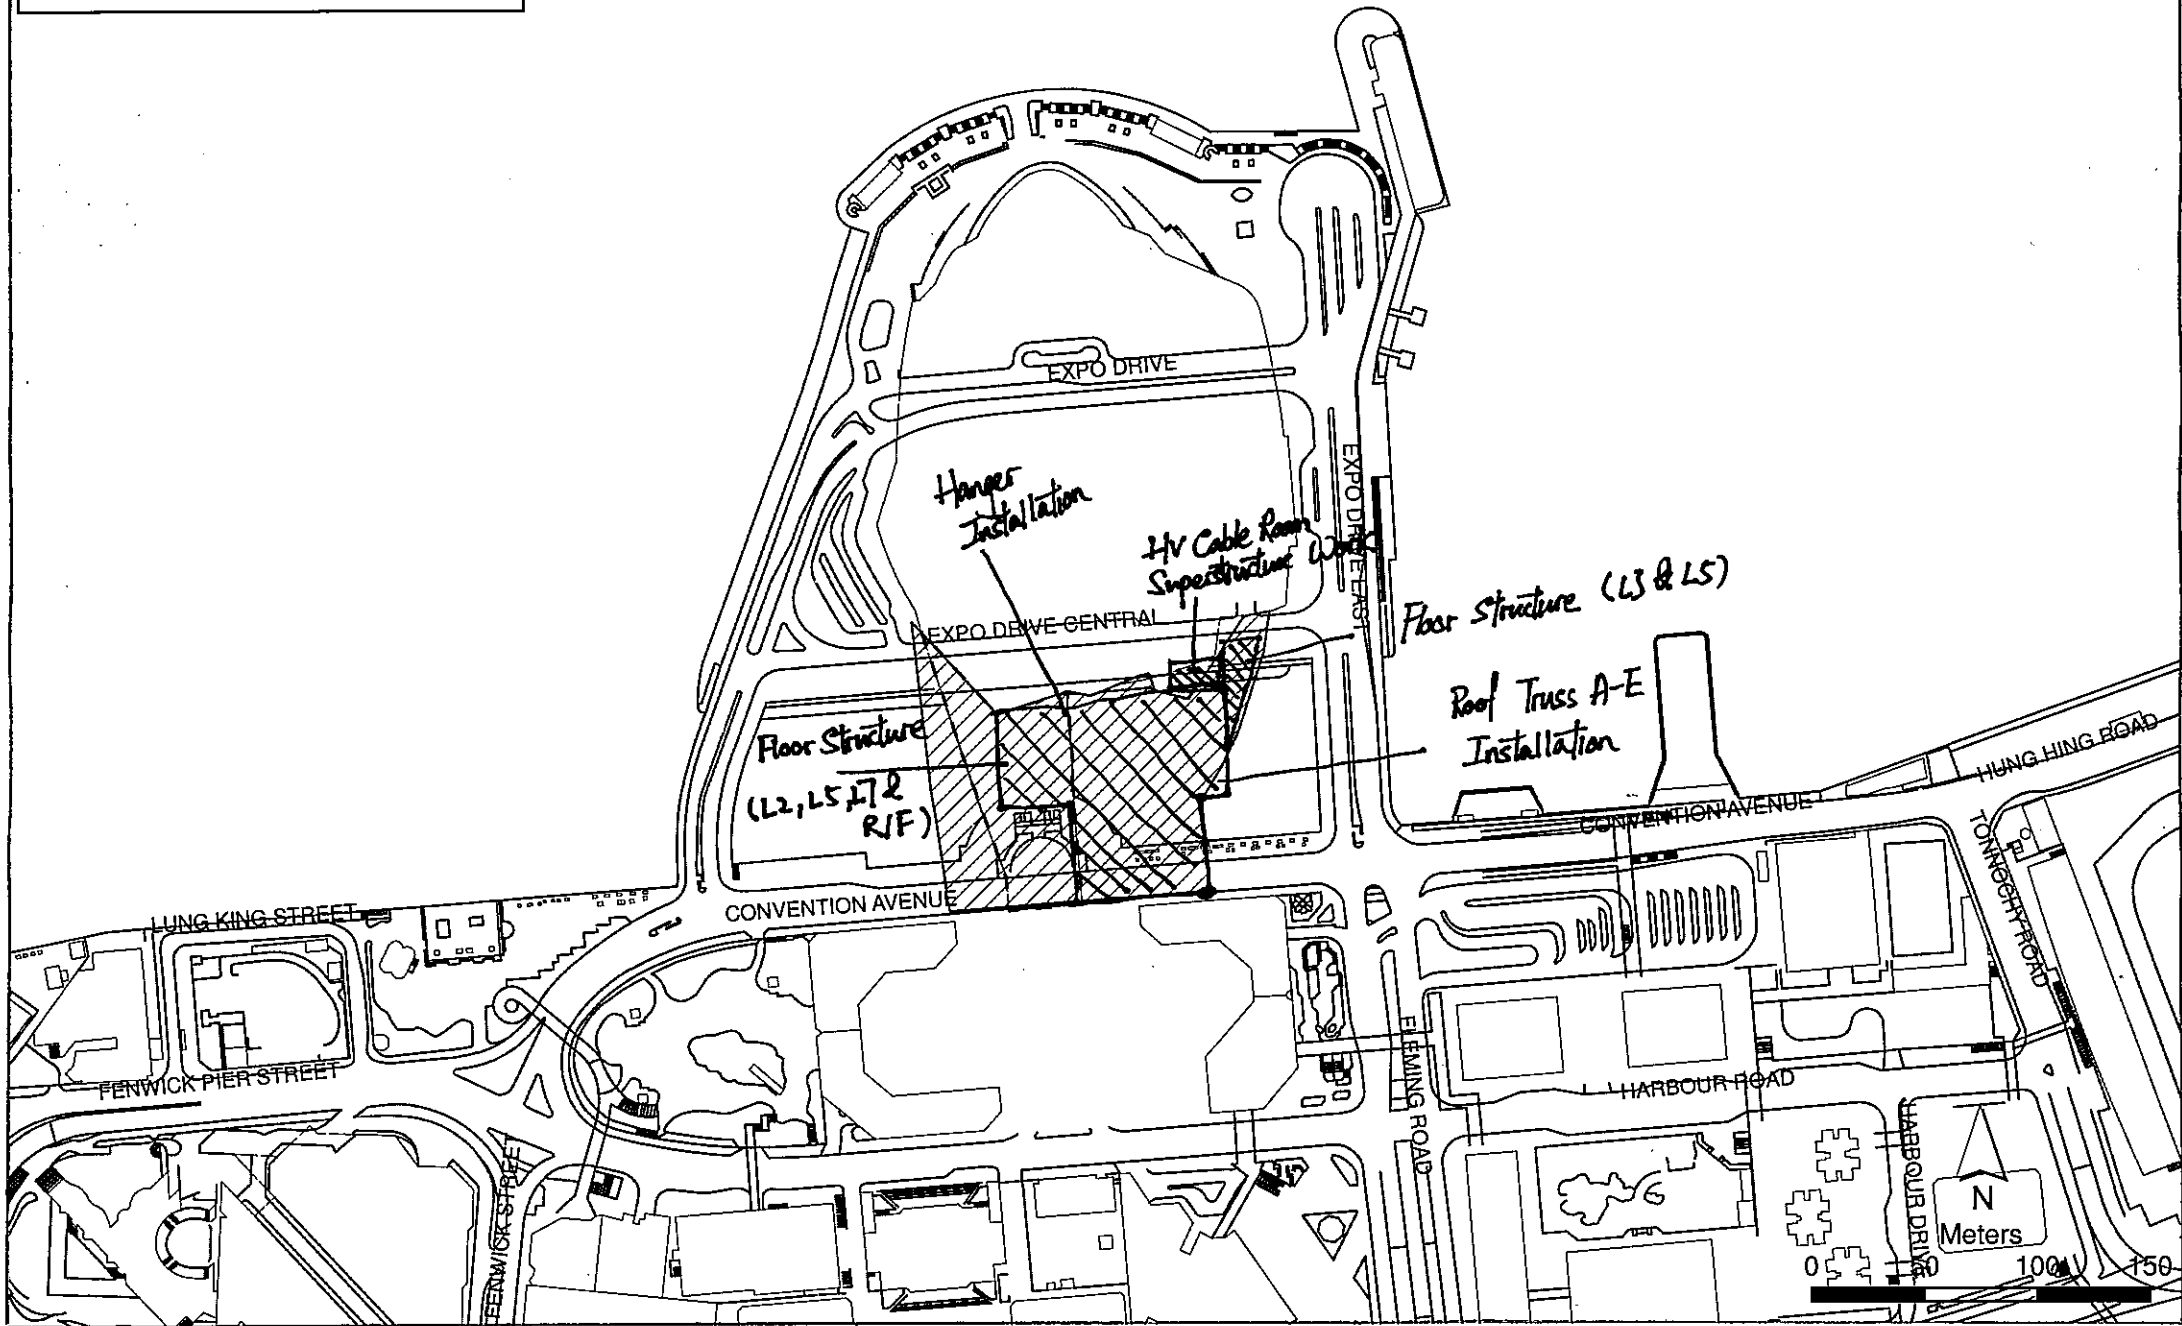 EXPO DRIVE
Hanger
Installation
EXPO DRIVE EAST
HV Cable Room
Superstructure Work
Floor Structure (L3 & L5)
EXPO DRIVE CENTRAL
Roof Truss A-E
Installation
Floor Structure
(L2, L5, L7 &
R/F)
HUNG HING ROAD
CONVENTION AVENUE
TONNOCHY ROAD
CONVENTION AVENUE
LUNG KING STREET
FENWICK PIER STREET
FLEMING ROAD
HARBOUR ROAD
FENWICK STREET
HARBOUR DRIVE
N
Meters
0 50 100 150